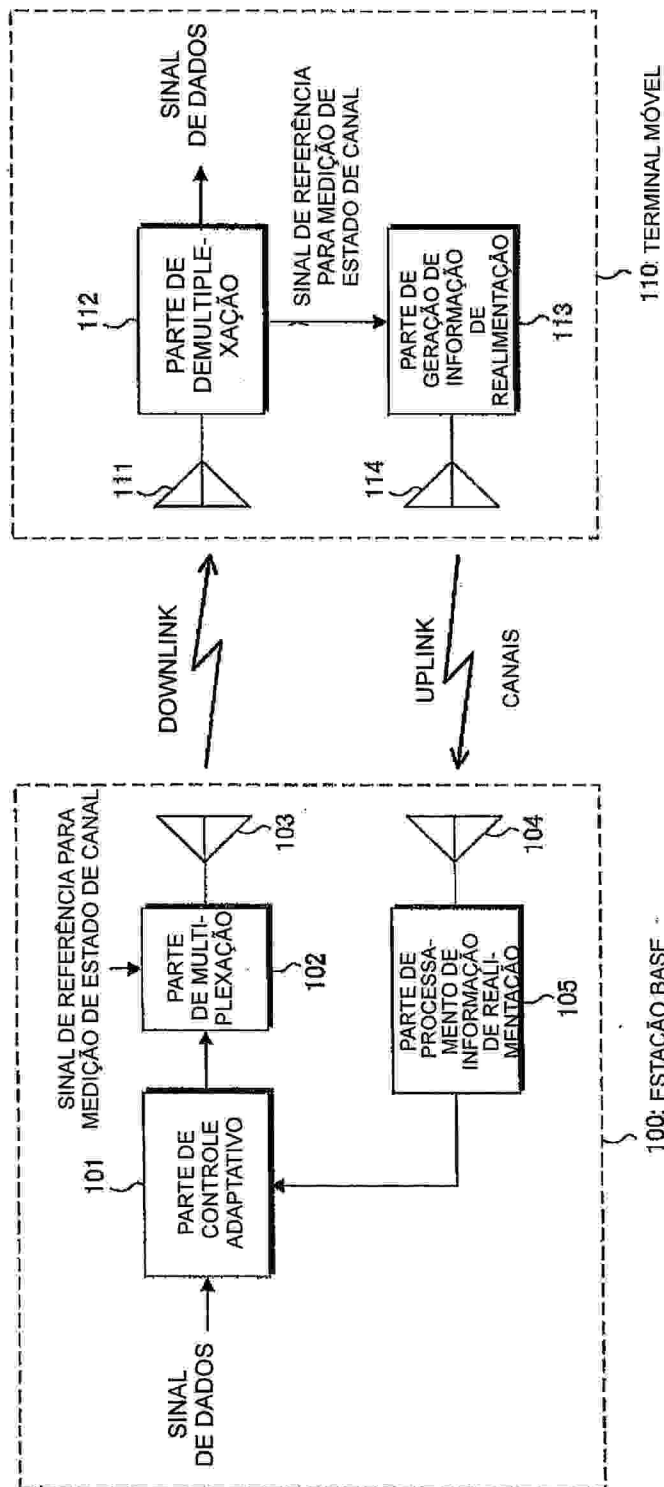 SINAL DE REFERÊNCIA PARA
MEDIÇÃO DE ESTADO DE CANAL
SINAL
DE DADOS
101
PARTE DE
CONTROLE
ADAPTATIVO
PARTE
DE MULTI-
PLEXAÇÃO
102
103
PARTE DE
PROCESSA-
MENTO DE
INFORMAÇÃO
DE REALI-
MENTAÇÃO
105
104
100: ESTAÇÃO BASE
DOWNLINK
UPLINK
CANAIS
111
112
PARTE DE
DEMULTIPLE-
XAÇÃO
SINAL
DE DADOS
SINAL DE REFERÊNCIA
PARA MEDIÇÃO DE
ESTADO DE CANAL
114
PARTE DE
GERAÇÃO DE
INFORMAÇÃO
DE
REALIMENTAÇÃO
113
110: TERMINAL MÓVEL